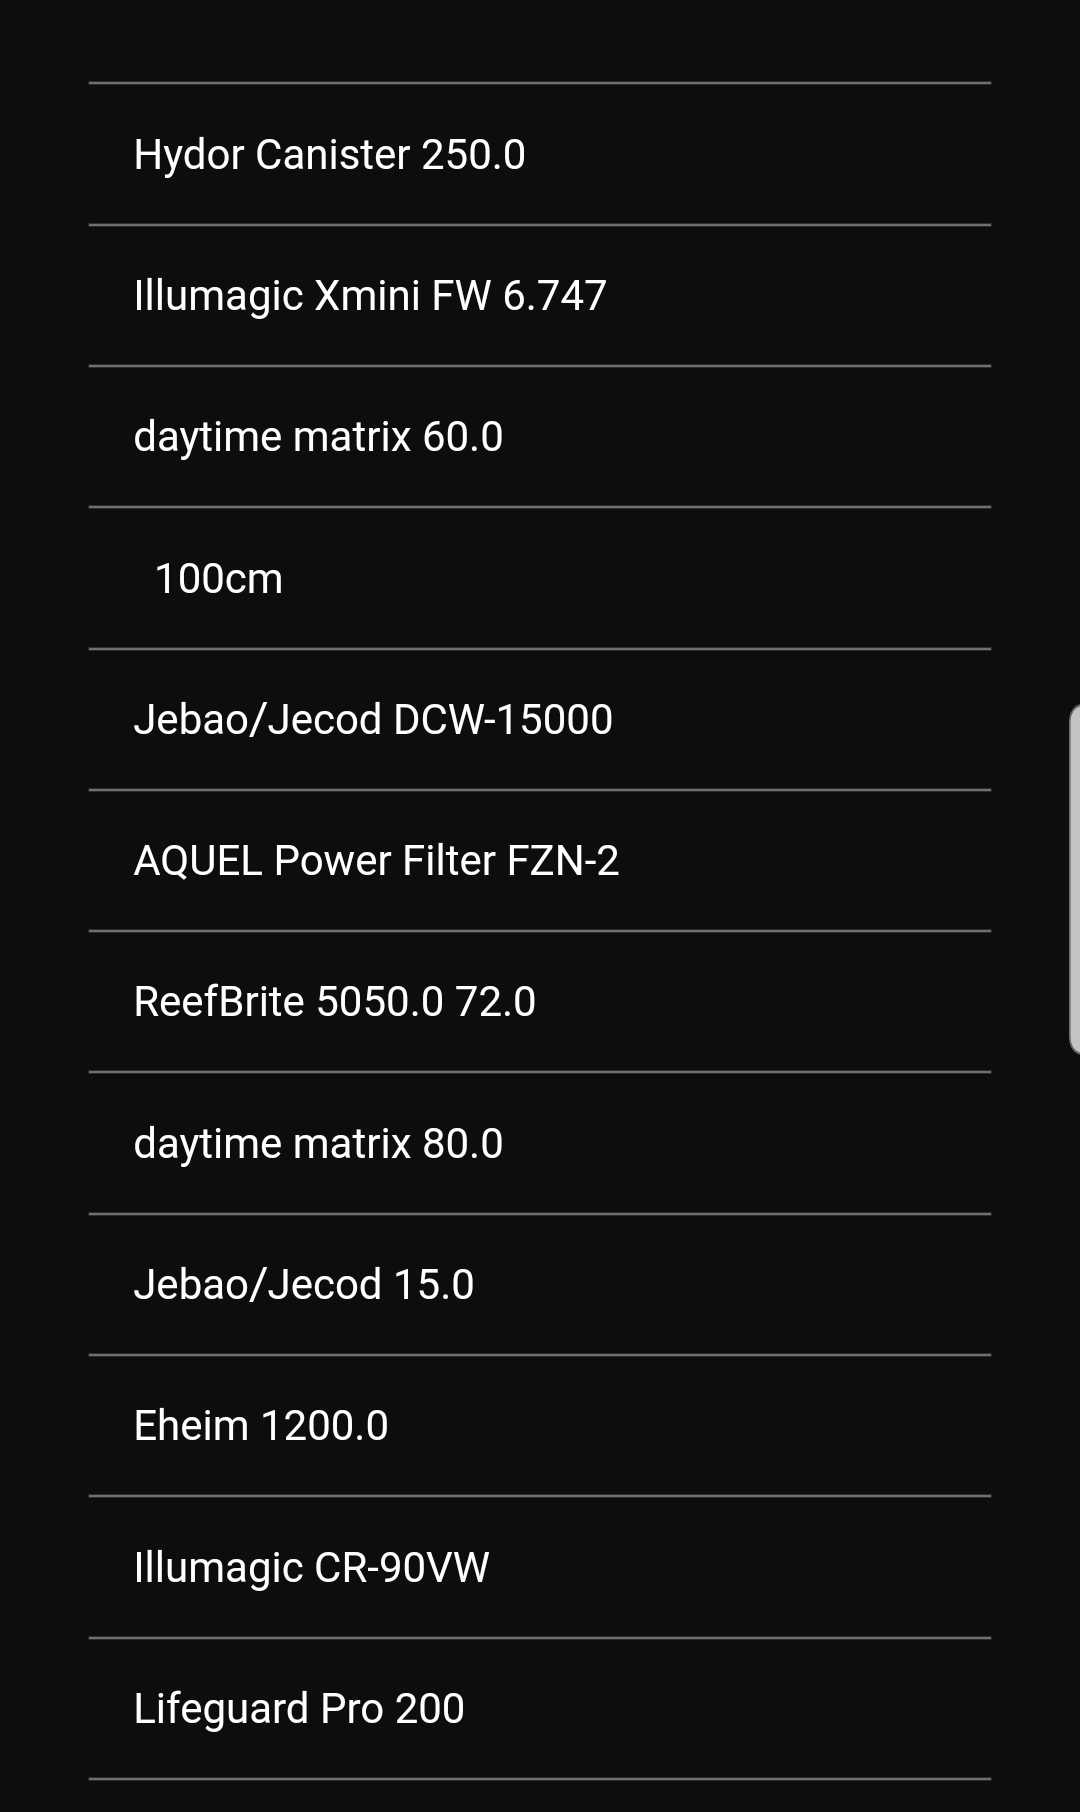 Hydor Canister 250.0
Illumagic Xmini FW 6.747
daytime matrix 60.0
100cm
Jebao/Jecod DCW-15000
AQUEL Power Filter FZN-2
ReefBrite 5050.0 72.0
daytime matrix 80.0
Jebao/Jecod 15.0
Eheim 1200.0
Illumagic CR-90VW
Lifeguard Pro 200